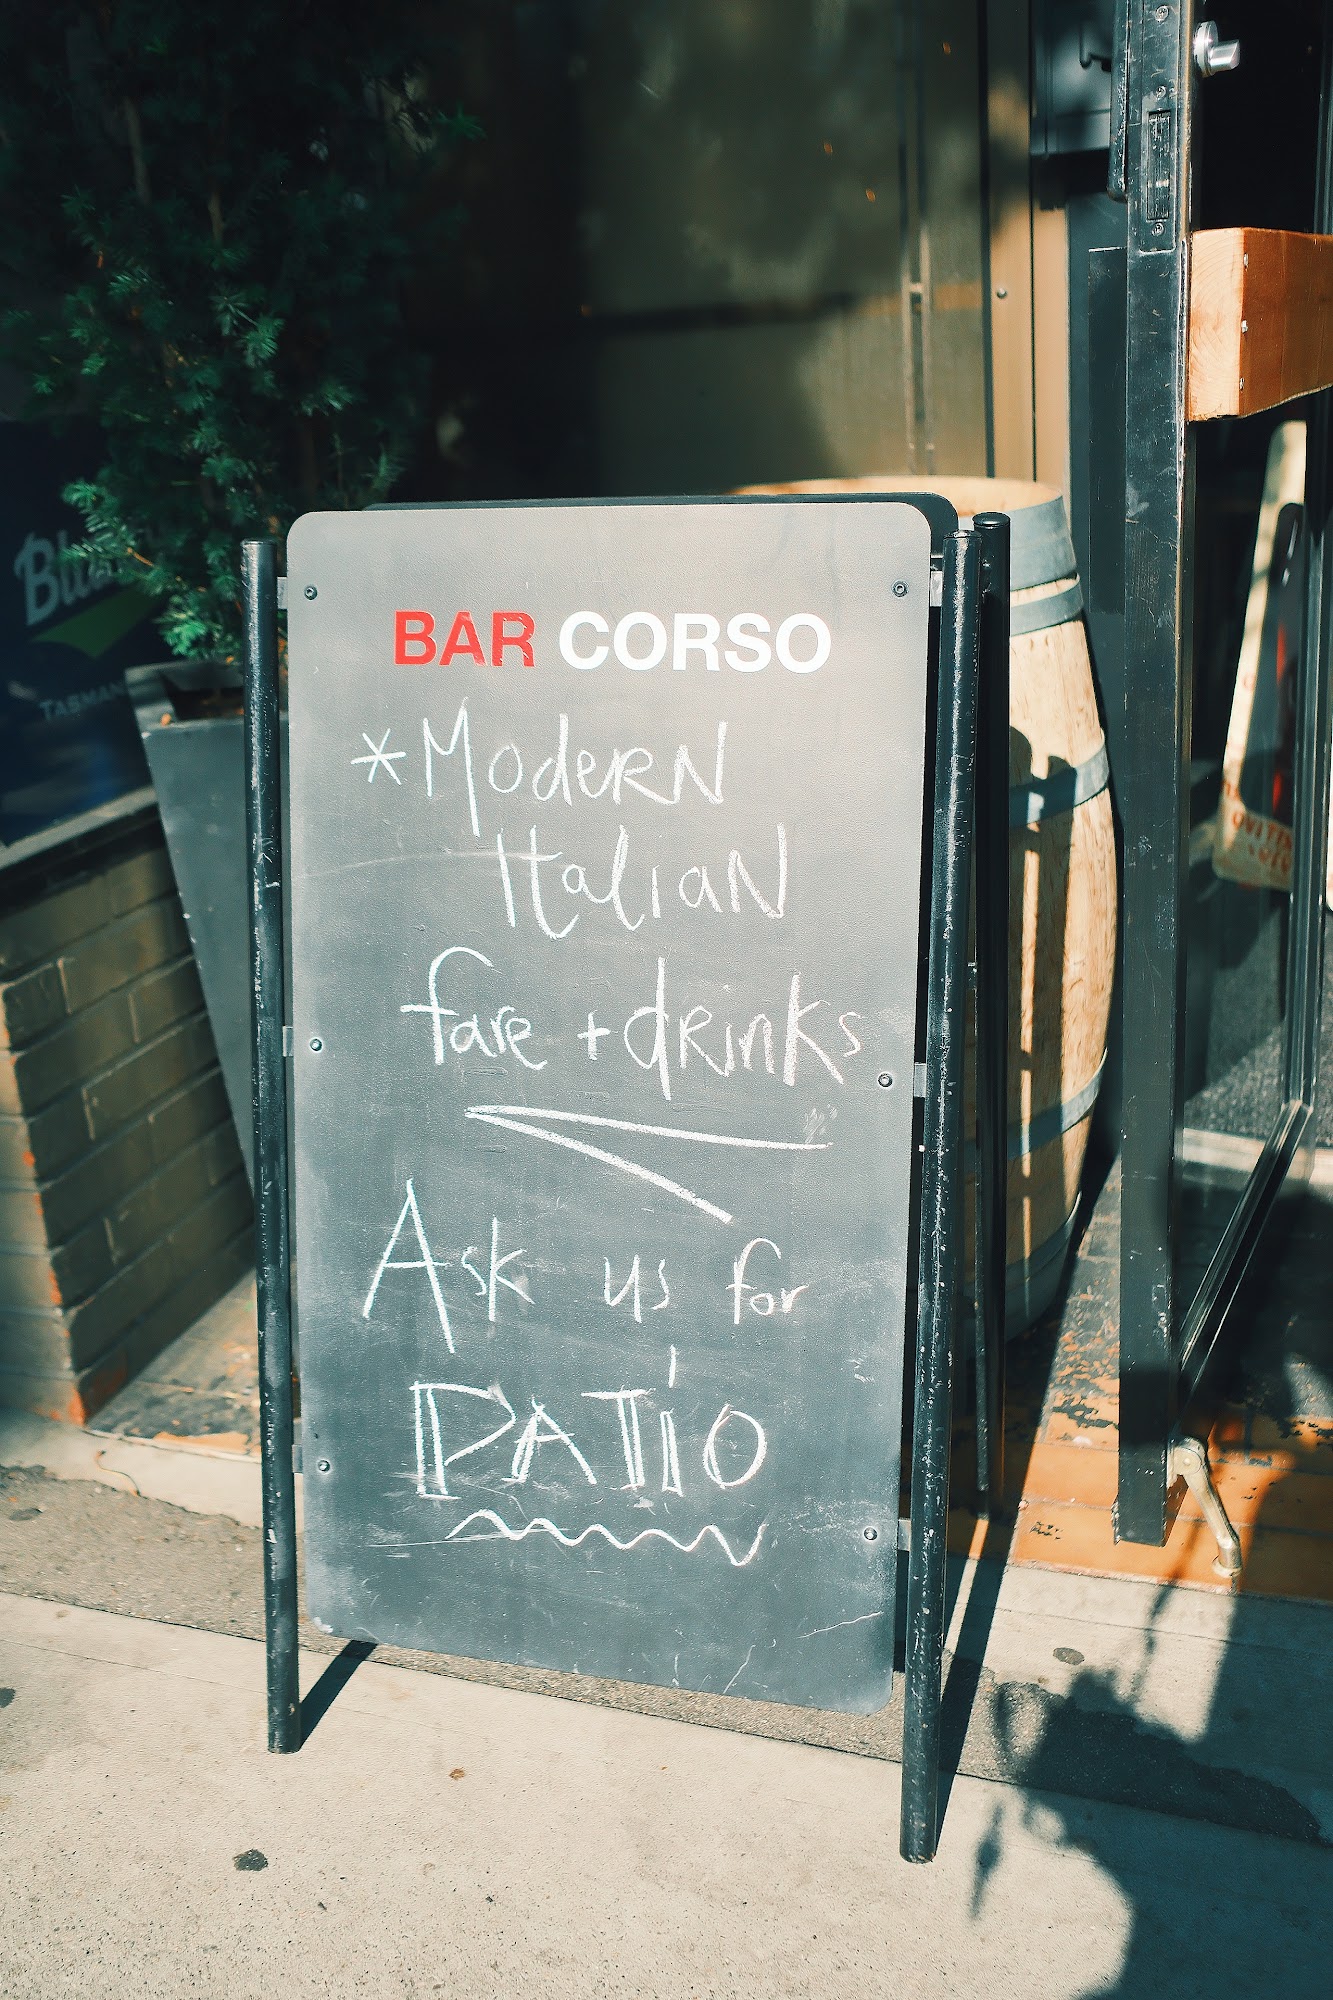 BAR CORSO
*Modern
Italian
fare + drinks
Ask us for
PATiO